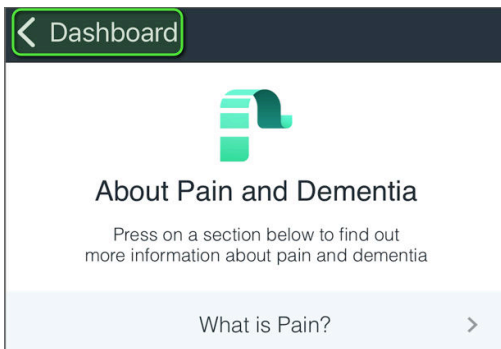 Dashboard
About Pain and Dementia
Press on a section below to find out
more information about pain and dementia
What is Pain?